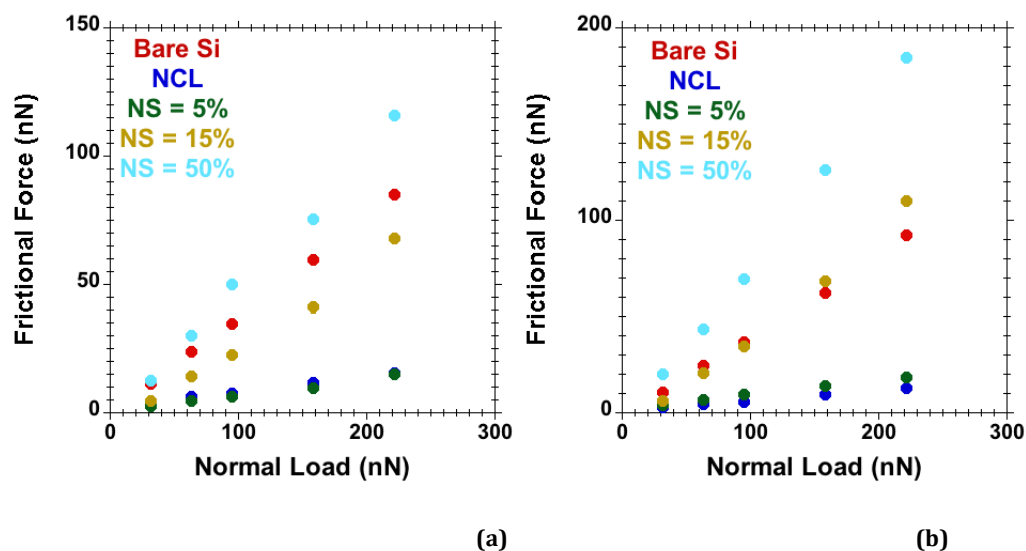 150
100
50
0
Frictional Force (nN)
Bare Si
NCL
NS = 5%
NS = 15%
NS = 50%
0
100
200
300
Normal Load (nN)
(a)
200
100
0
Frictional Force (nN)
Bare Si
NCL
NS = 5%
NS = 15%
NS = 50%
0
100
200
300
Normal Load (nN)
(b)